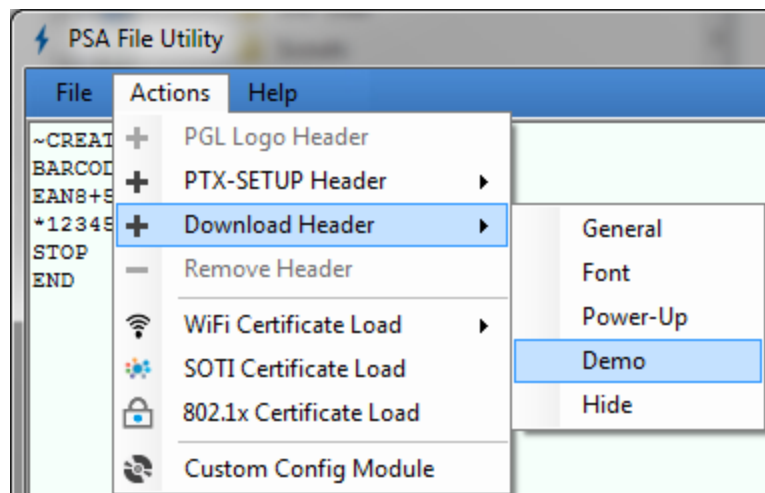 PSA File Utility
File Actions Help
~CREAT
BARCOD
EAN8+S
*12345
STOP
END
PGL Logo Header
PTX-SETUP Header
Download Header
Remove Header
WiFi Certificate Load
SOTI Certificate Load
802.1x Certificate Load
Custom Config Module
General
Font
Power-Up
Demo
Hide